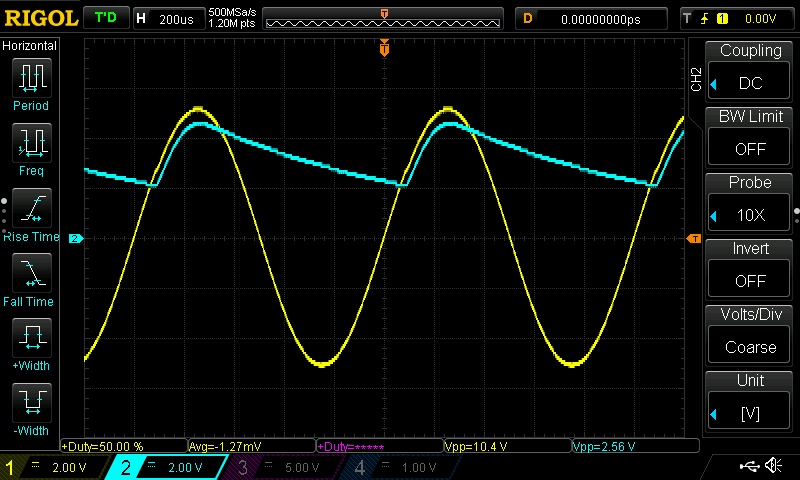 RIGOL T'D H 200us 500MSa/s 1.20M pts T D 0.00000000ps T 1 0.00V
Horizontal
Period
Freq
Rise Time
Fall Time
+Width
-Width
T
2
T
CH2
Coupling
DC
BW Limit
OFF
Probe
10X
Invert
OFF
Volts/Div
Coarse
Unit
[V]
+Duty=50.00 % Avg=-1.27mV +Duty=***** Vpp=10.4 V Vpp=2.56 V
1 2.00 V 2 2.00 V 3 5.00 V 4 1.00 V